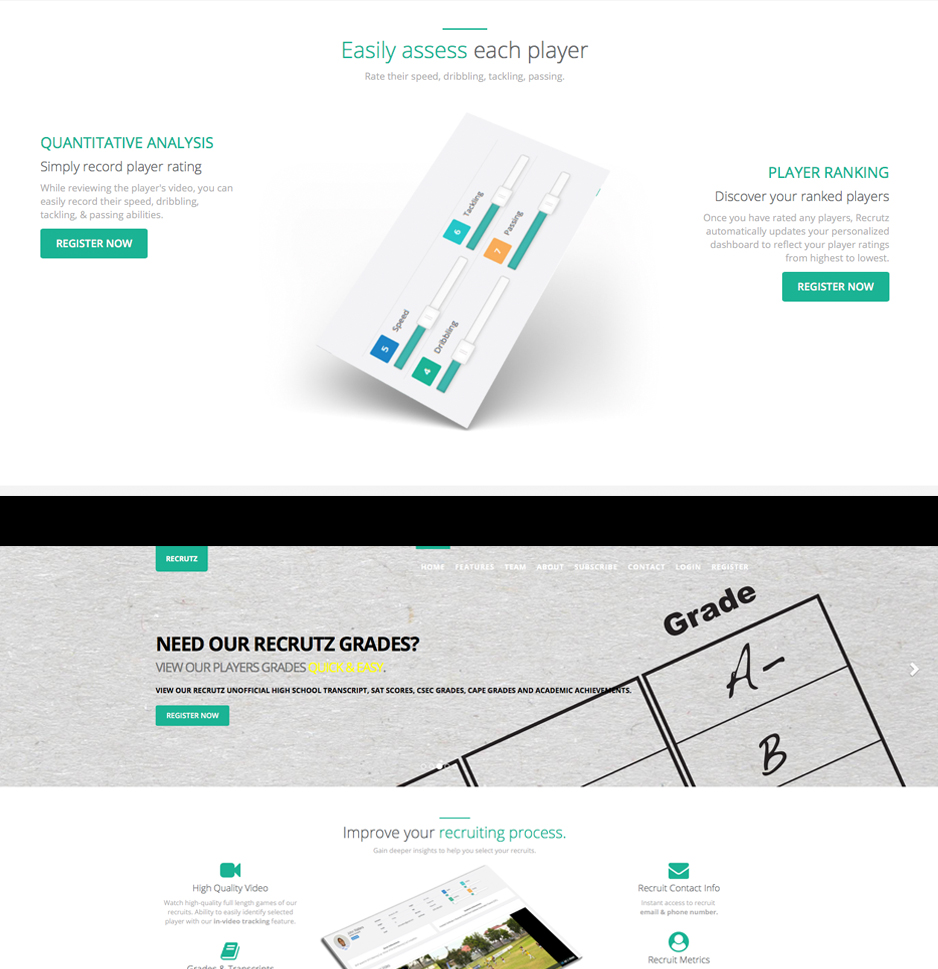 Easily assess each player
Rate their speed, dribbling, tackling, passing.
QUANTITATIVE ANALYSIS
Simply record player rating
While reviewing the player's video, you can
easily record their speed, dribbling,
tackling, & passing abilities.
REGISTER NOW
6 Tackling
7 Passing
5 Speed
4 Dribbling
PLAYER RANKING
Discover your ranked players
Once you have rated any players, Recrutz
automatically updates your personalized
dashboard to reflect your player ratings
from highest to lowest.
REGISTER NOW
RECRUTZ
HOME FEATURES TEAM ABOUT SUBSCRIBE CONTACT LOGIN REGISTER
Grade
A-
B
NEED OUR RECRUTZ GRADES?
VIEW OUR PLAYERS GRADES QUICK & EASY.
VIEW OUR RECRUTZ UNOFFICIAL HIGH SCHOOL TRANSCRIPT, SAT SCORES, CSEC GRADES, CAPE GRADES AND ACADEMIC ACHIEVEMENTS.
REGISTER NOW
Improve your recruiting process.
Gain deeper insights to help you select your recruits.
High Quality Video
Watch high-quality full length games of our
recruits. Ability to easily identify selected
player with our in-video tracking feature.
Grades & Transcripts
Recruit Contact Info
Instant access to recruit
email & phone number.
Recruit Metrics